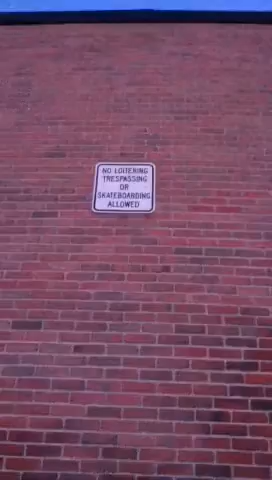 NO LOITERING
TRESPASSING
OR
SKATEBOARDING
ALLOWED